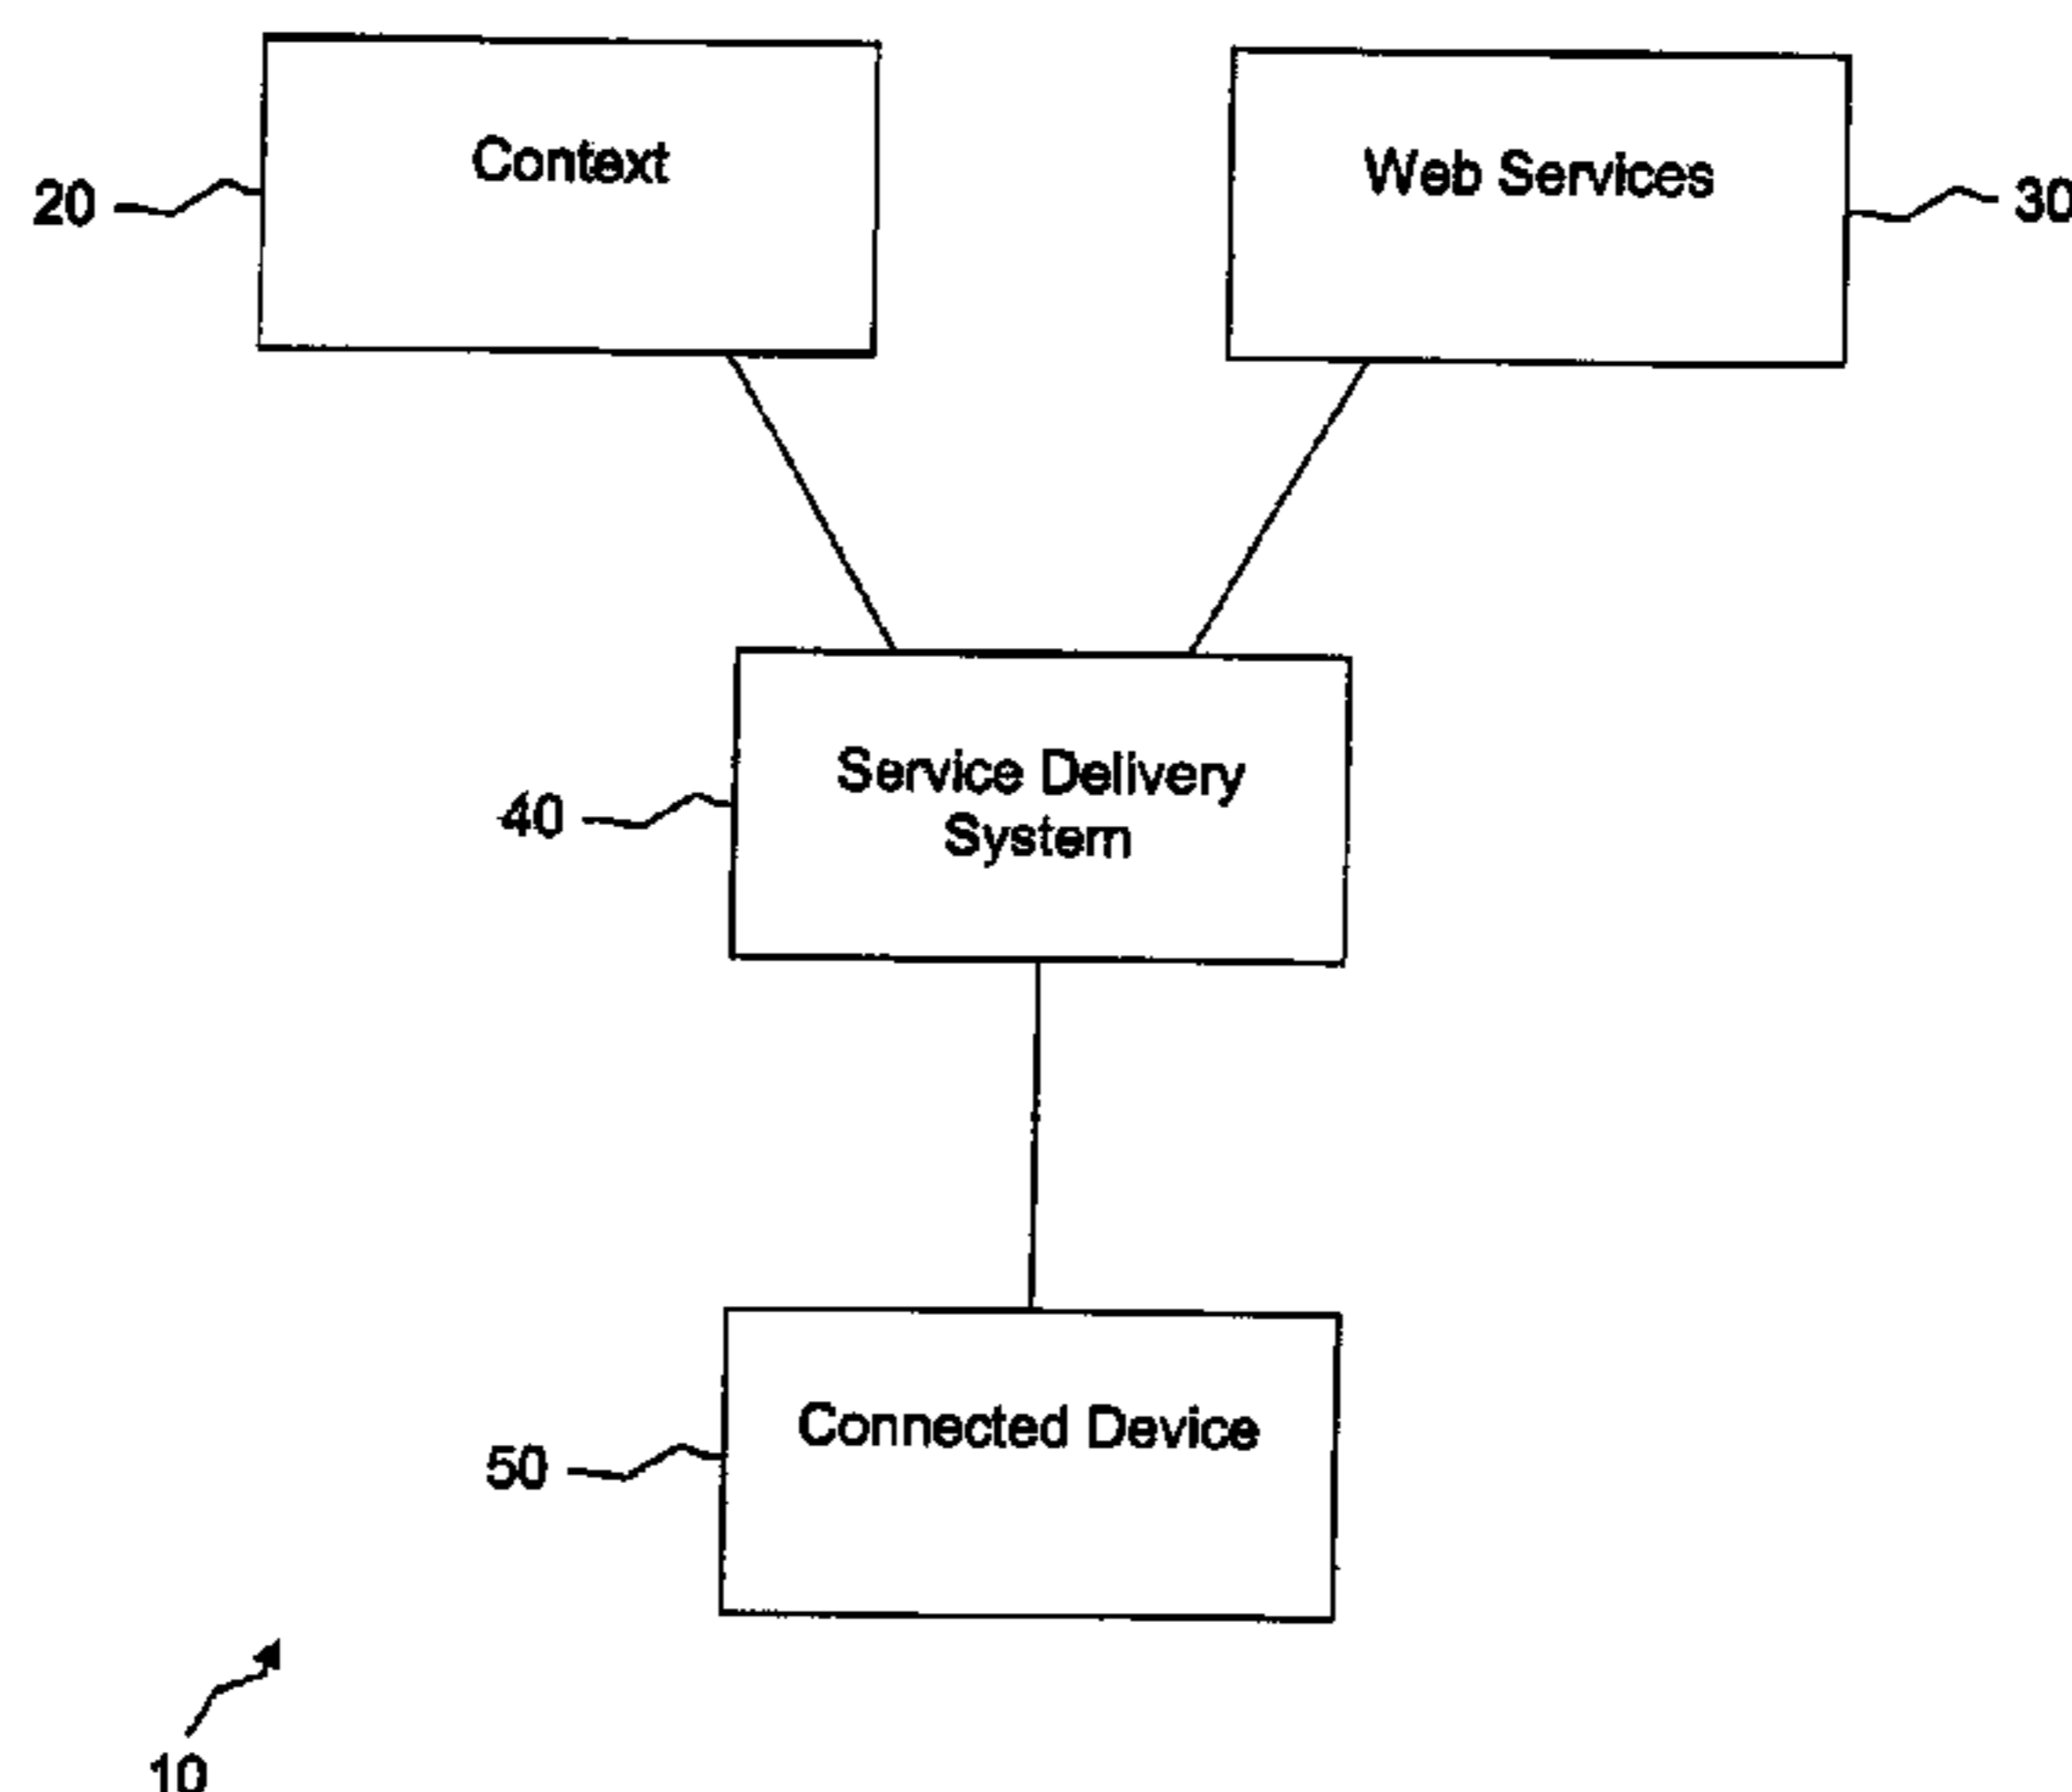 Context
Web Services
20
30
Service Delivery
System
40
Connected Device
50
10